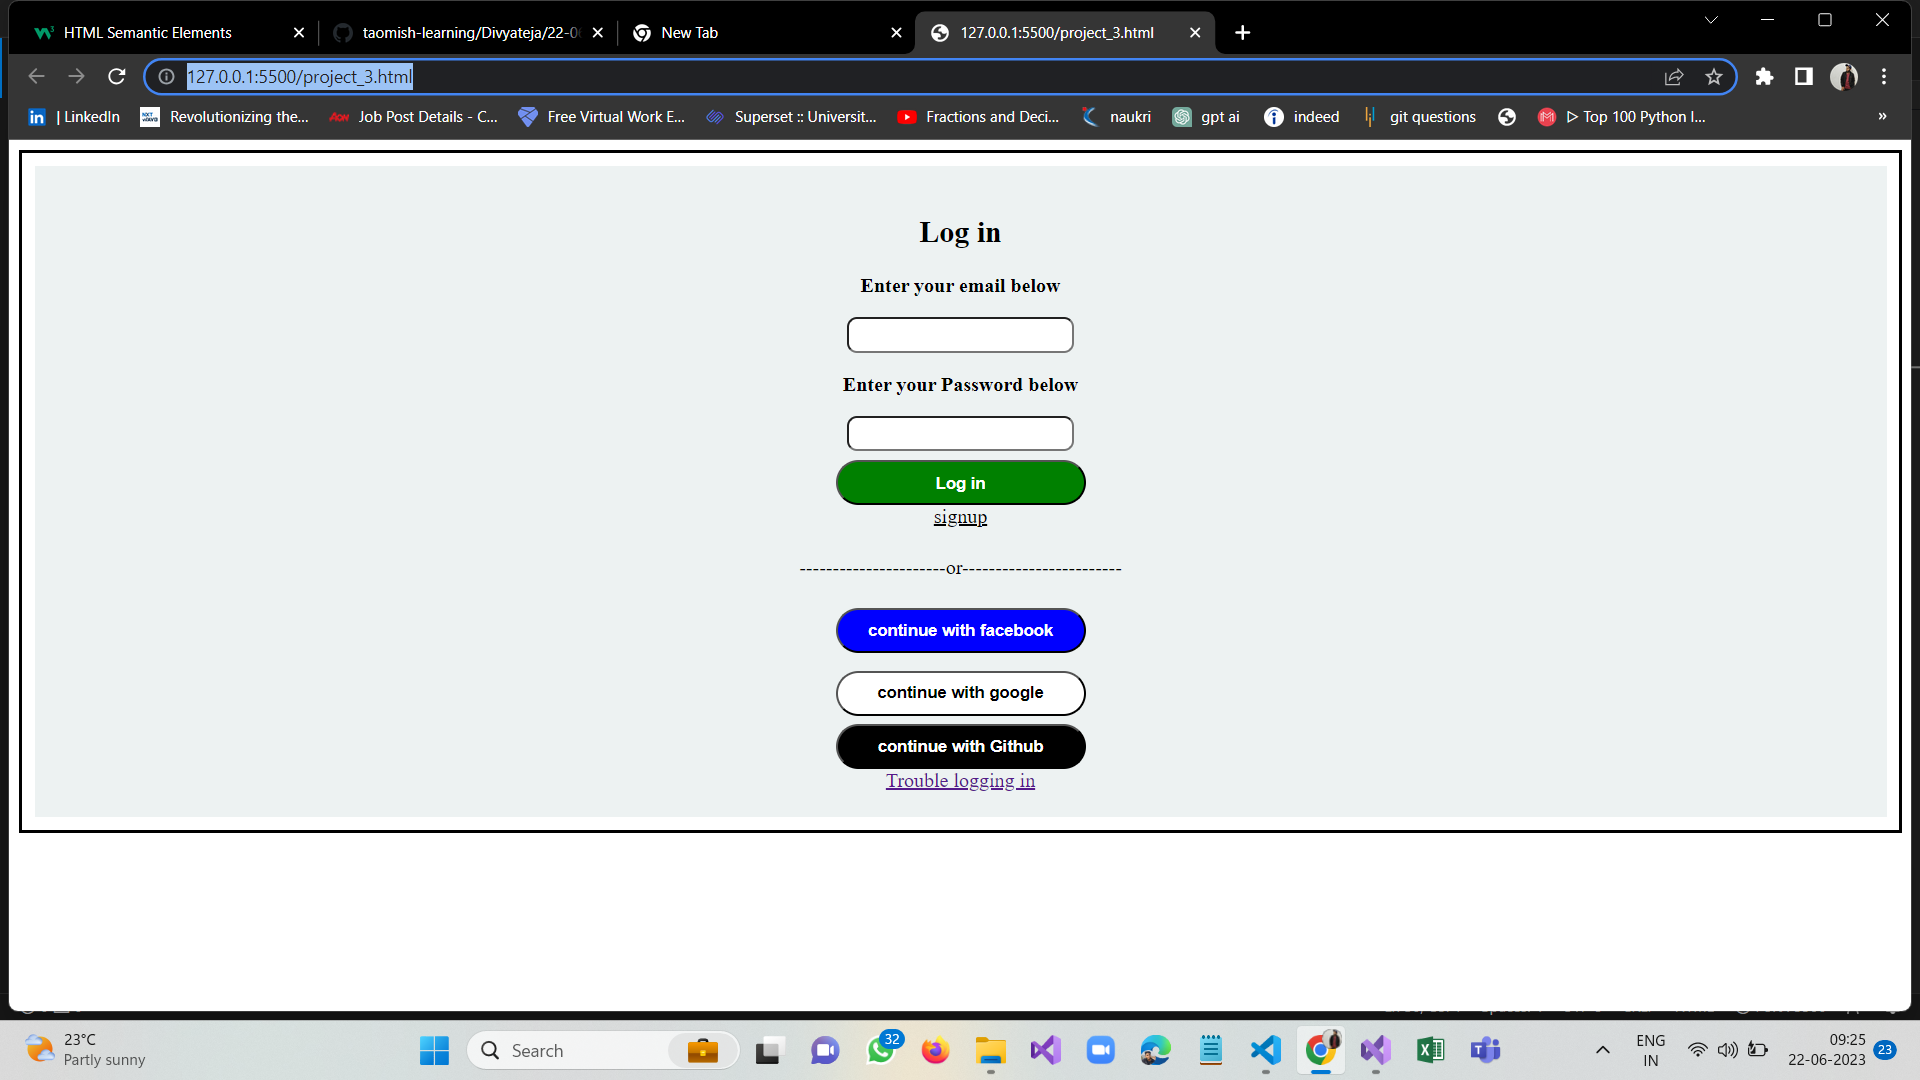 HTML Semantic Elements
taomish-learning/Divyateja/22-0
New Tab
127.0.0.1:5500/project_3.html
127.0.0.1:5500/project_3.html
in | LinkedIn
Revolutionizing the...
Aon Job Post Details - C...
Free Virtual Work E...
Superset :: Universit...
Fractions and Deci...
naukri
gpt ai
indeed
git questions
ᐅ Top 100 Python I...
»
Log in
Enter your email below
Enter your Password below
Log in
signup
----------------------or------------------------
continue with facebook
continue with google
continue with Github
Trouble logging in
23°C
Partly sunny
Search
32
ENG
IN
09:25
22-06-2023
23